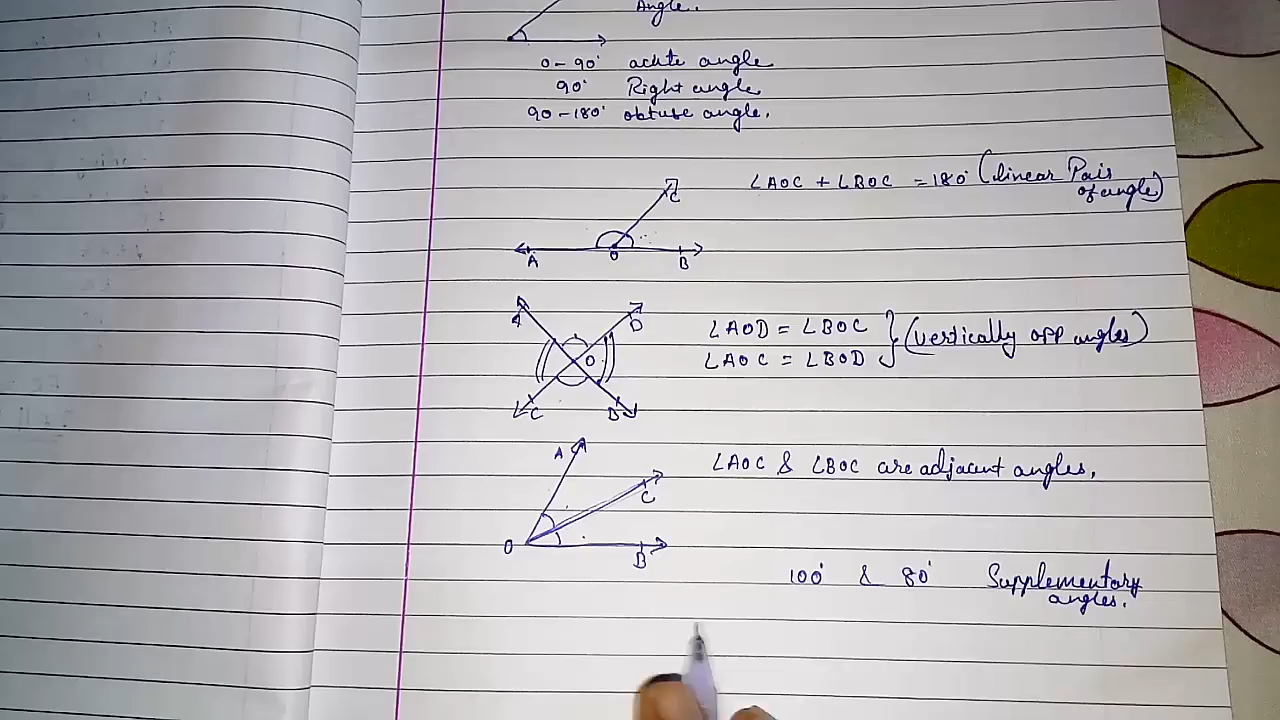 Angle.
0-90° acute angle
90° Right angle
90-180° obtuse angle.
∠AOC + ∠BOC = 180° (linear Pair
of angle)
C
A O B
A D
∠AOD = ∠BOC
∠AOC = ∠BOD } (vertically opp angles)
O
C B
A
∠AOC & ∠BOC are adjacent angles.
C
O B
100° & 80° Supplementary
angles.